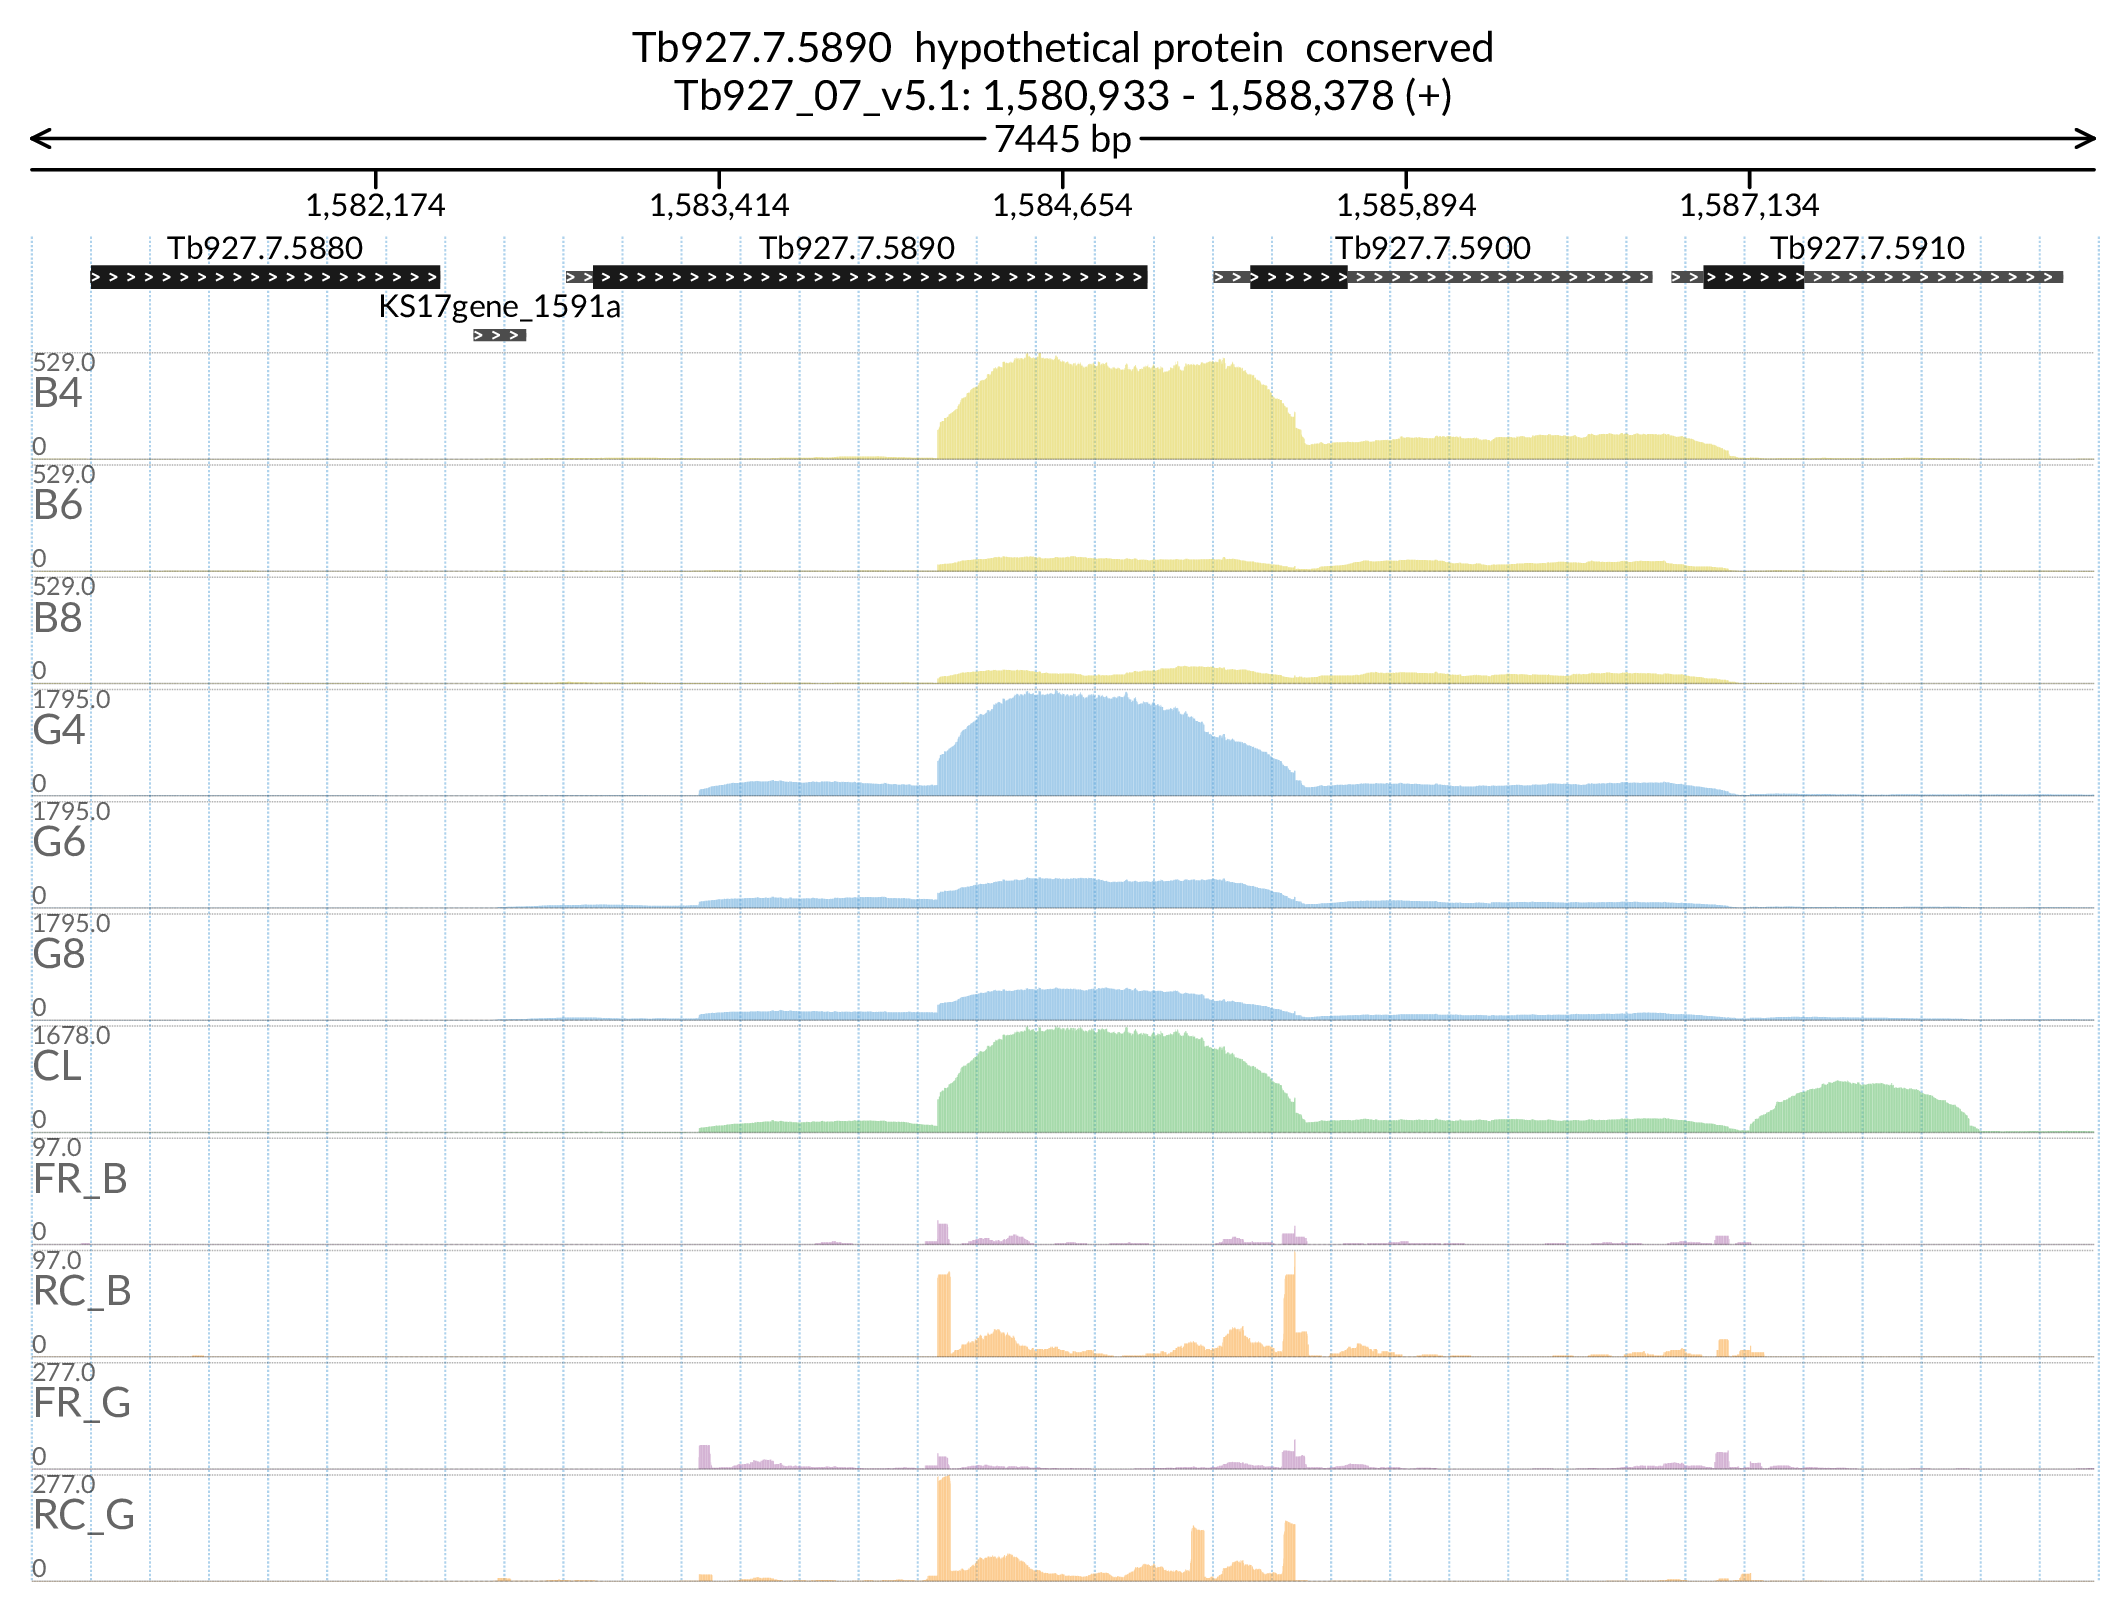 Tb927.7.5890  hypothetical protein  conserved
Tb927_07_v5.1: 1,580,933 - 1,588,378 (+)
7445 bp
1,582,174 1,583,414 1,584,654 1,585,894 1,587,134
Tb927.7.5880 Tb927.7.5890 Tb927.7.5900 Tb927.7.5910
KS17gene_1591a
529.0
B4
0
529.0
B6
0
529.0
B8
0
1795.0
G4
0
1795.0
G6
0
1795.0
G8
0
1678.0
CL
0
97.0
FR_B
0
97.0
RC_B
0
277.0
FR_G
0
277.0
RC_G
0